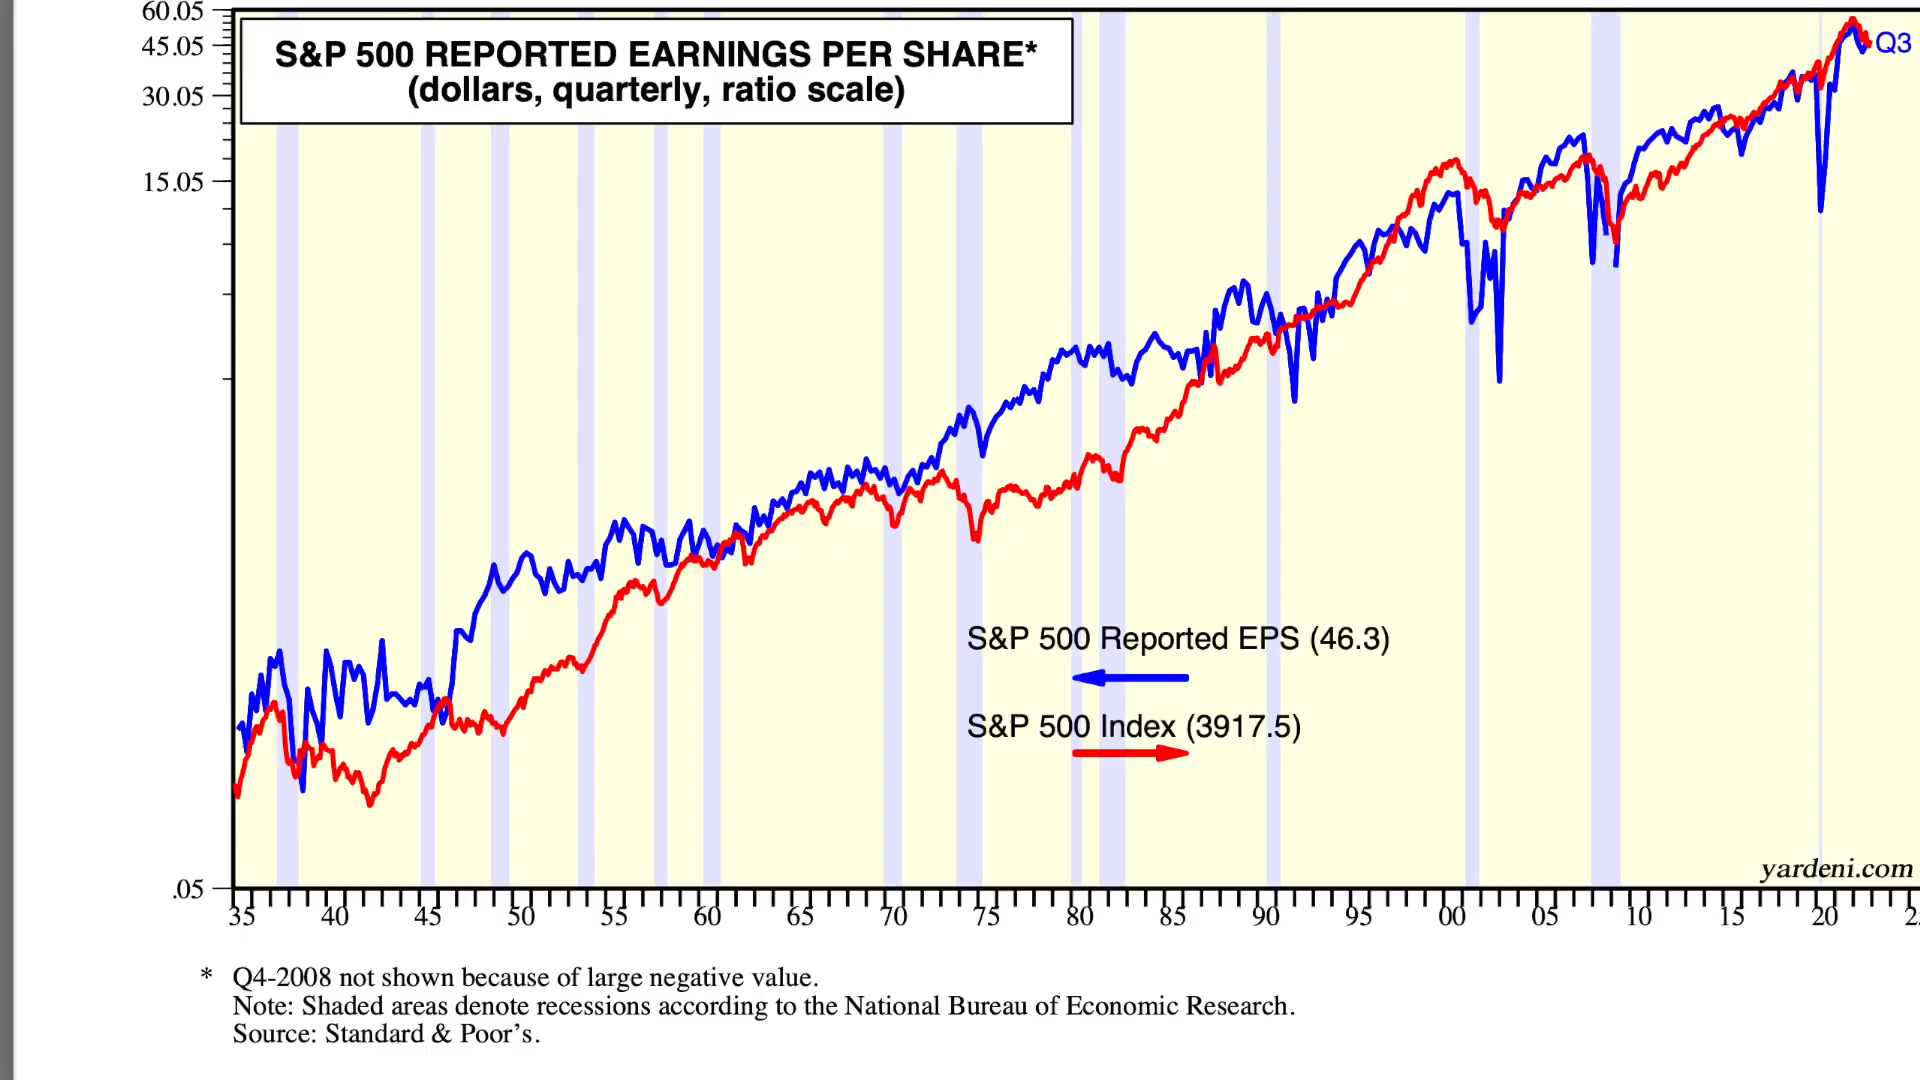 60.05
45.05
30.05
15.05
.05
S&P 500 REPORTED EARNINGS PER SHARE*
(dollars, quarterly, ratio scale)
Q3
S&P 500 Reported EPS (46.3)
S&P 500 Index (3917.5)
yardeni.com
35 40 45 50 55 60 65 70 75 80 85 90 95 00 05 10 15 20
* Q4-2008 not shown because of large negative value.
Note: Shaded areas denote recessions according to the National Bureau of Economic Research.
Source: Standard & Poor's.